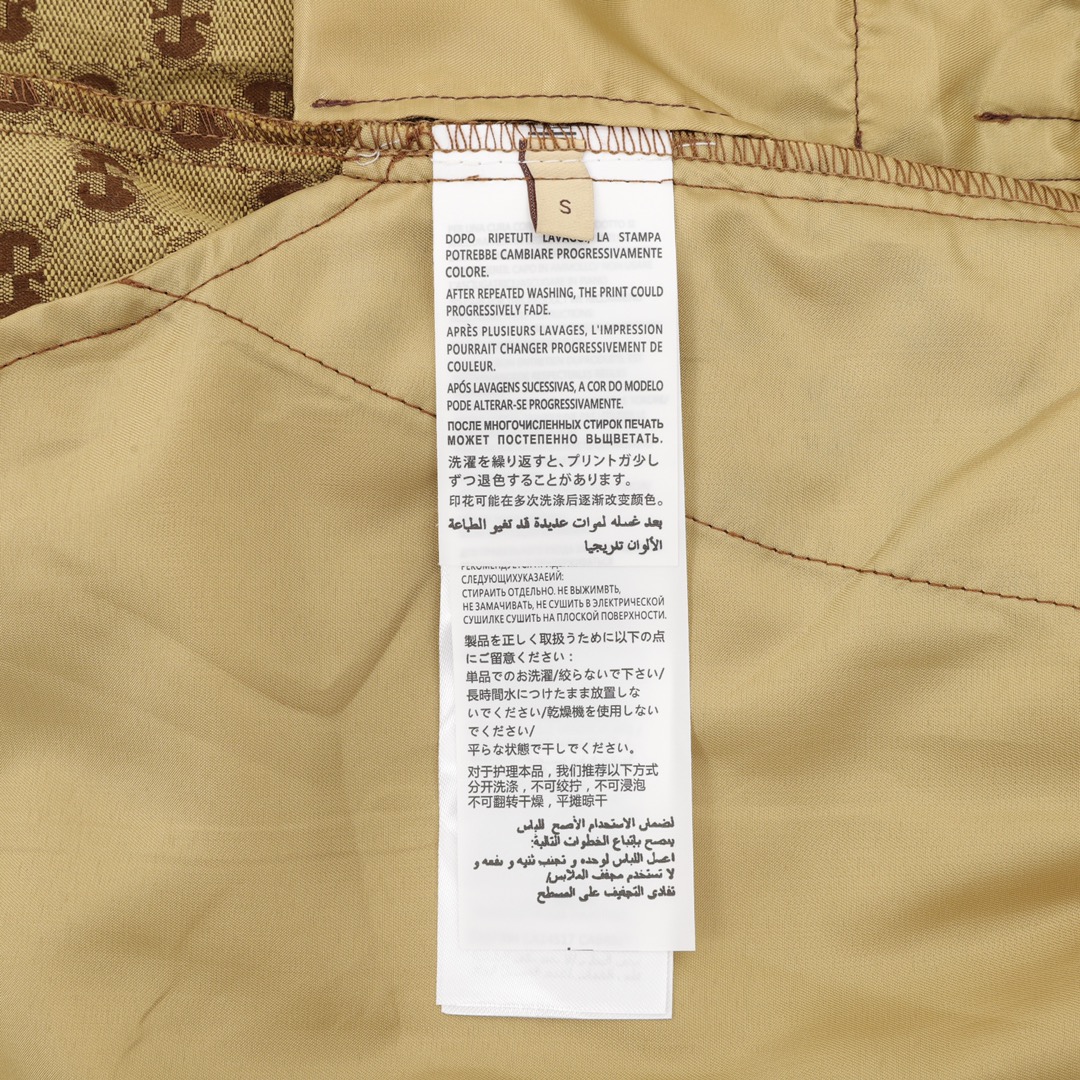 S
DOPO RIPETUTI LAVAGGI, LA STAMPA
POTREBBE CAMBIARE PROGRESSIVAMENTE
COLORE.
AFTER REPEATED WASHING, THE PRINT COULD
PROGRESSIVELY FADE.
APRÈS PLUSIEURS LAVAGES, L'IMPRESSION
POURRAIT CHANGER PROGRESSIVEMENT DE
COULEUR.
APÓS LAVAGENS SUCESSIVAS, A COR DO MODELO
PODE ALTERAR-SE PROGRESSIVAMENTE.
ПОСЛЕ МНОГОЧИСЛЕННЫХ СТИРОК ПЕЧАТЬ
МОЖЕТ ПОСТЕПЕННО ВЬЩВЕТАТЬ.
洗濯を繰り返すと、プリントガ少し
ずつ退色することがあります。
印花可能在多次洗涤后逐渐改变颜色。
بعد غسله لموات عديدة قد تغيو الطباعة
الألوان تلريجيا
СЛЕДУЮЩИХУКАЗАЕИЙ:
СТИРАИТЬ ОТДЕЛЬНО. НЕ ВЫЖИМВТЬ,
НЕ ЗАМАЧИВАТЬ, НЕ СУШИТЬ В ЭЛЕКТРИЧЕСКОЙ
СУШИЛКЕ СУШИТЬ НА ПЛОСКОЙ ПОВЕРХНОСТИ.
製品を正しく取扱うために以下の点
にご留意ください：
単品でのお洗濯/絞らないで下さい/
長時間水につけたまま放置しな
いでください/乾燥機を使用しない
でください/
平らな状態で干しでください。
对于护理本品，我们推荐以下方式
分开洗涤，不可绞拧，不可浸泡
不可翻转干燥，平摊晾干
لضمان الاستحدام الأصح للباس
ينصح بإتباع الخطوات التالية:
اعسل اللباس لوحده و تجنب ثنيه و نقعه و
لا تستخدم مجفف الملابس/
تفادى التجفيف على المسطح